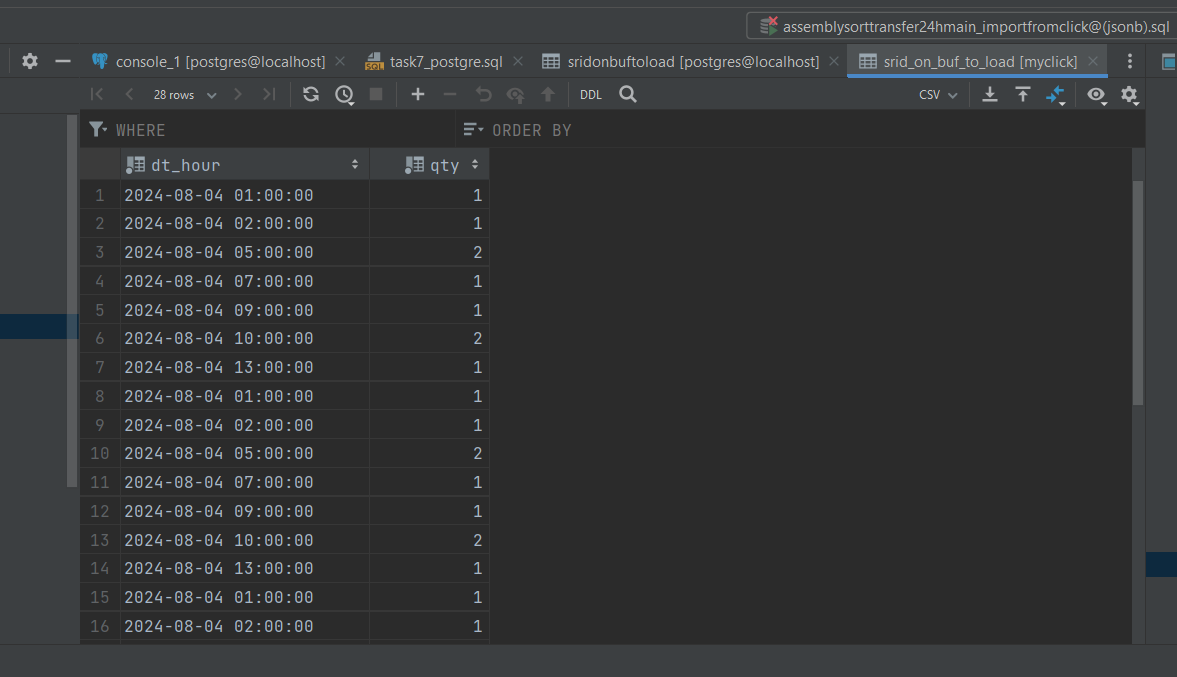 assemblysorttransfer24hmain_importfromclick@(jsonb).sql
console_1 [postgres@localhost] task7_postgre.sql sridonbuftoload [postgres@localhost] srid_on_buf_to_load [myclick]
28 rows DDL CSV
WHERE ORDER BY
dt_hour qty
1 2024-08-04 01:00:00 1
2 2024-08-04 02:00:00 1
3 2024-08-04 05:00:00 2
4 2024-08-04 07:00:00 1
5 2024-08-04 09:00:00 1
6 2024-08-04 10:00:00 2
7 2024-08-04 13:00:00 1
8 2024-08-04 01:00:00 1
9 2024-08-04 02:00:00 1
10 2024-08-04 05:00:00 2
11 2024-08-04 07:00:00 1
12 2024-08-04 09:00:00 1
13 2024-08-04 10:00:00 2
14 2024-08-04 13:00:00 1
15 2024-08-04 01:00:00 1
16 2024-08-04 02:00:00 1